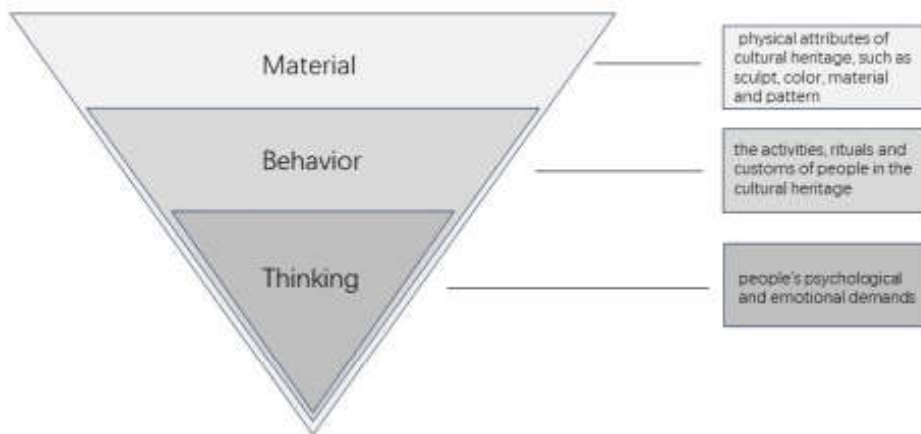 Material
physical attributes of
cultural heritage, such as
sculpt, color, material
and pattern
Behavior
the activities, rituals and
customs of people in the
cultural heritage
Thinking
people's psychological
and emotional demands